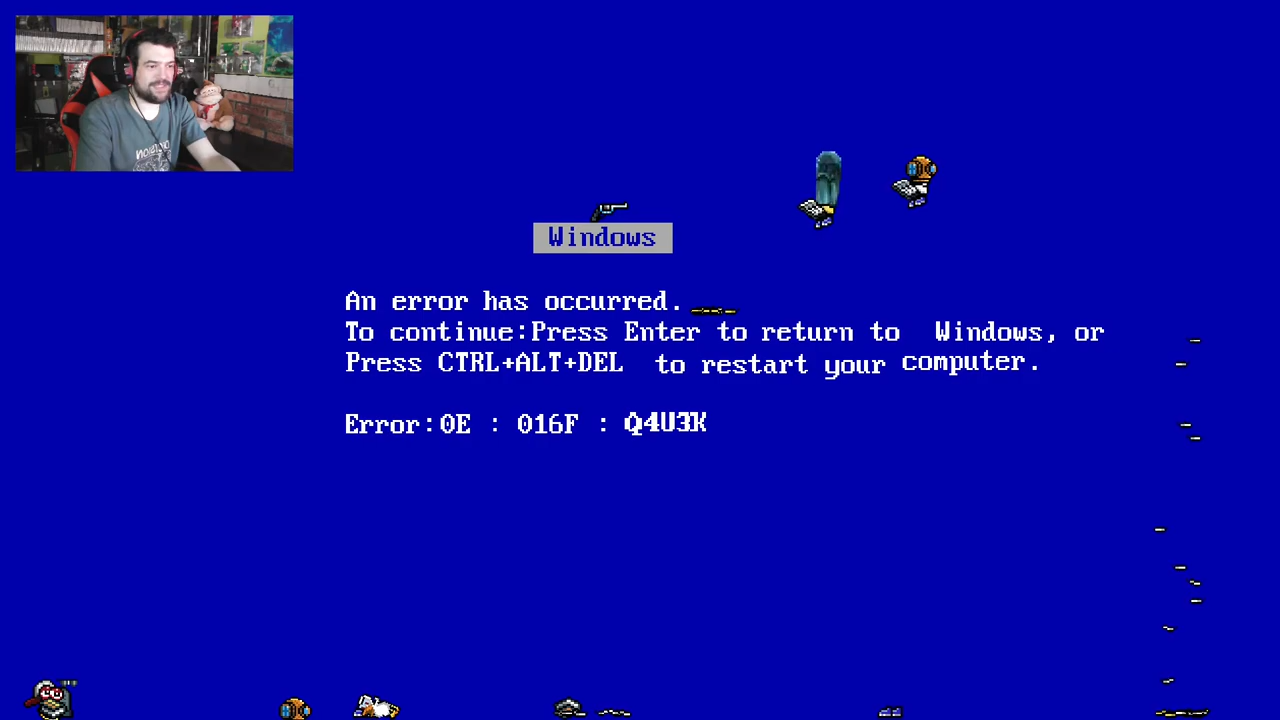 Windows
An error has occurred.
To continue:Press Enter to return to Windows, or
Press CTRL+ALT+DEL to restart your computer.
Error:0E : 016F : Q4U3K